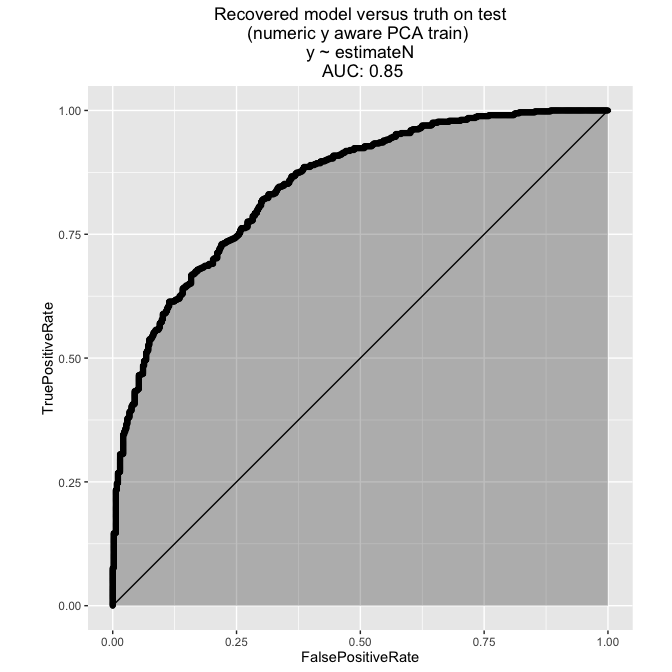 Recovered model versus truth on test
(numeric y aware PCA train)
y ~ estimateN
AUC: 0.85
1.00
0.75
0.50
0.25
0.00
TruePositiveRate
0.00 0.25 0.50 0.75 1.00
FalsePositiveRate